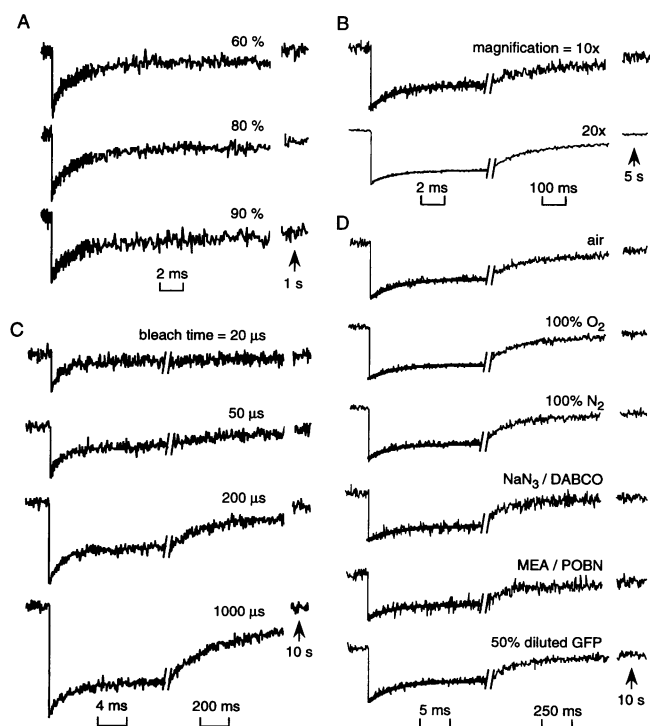 A
60 %
80 %
90 %
2 ms
1 s
B
magnification = 10x
20x
2 ms
100 ms
5 s
C
bleach time = 20 µs
50 µs
200 µs
1000 µs
4 ms
200 ms
10 s
D
air
100% O₂
100% N₂
NaN₃ / DABCO
MEA / POBN
50% diluted GFP
5 ms
250 ms
10 s